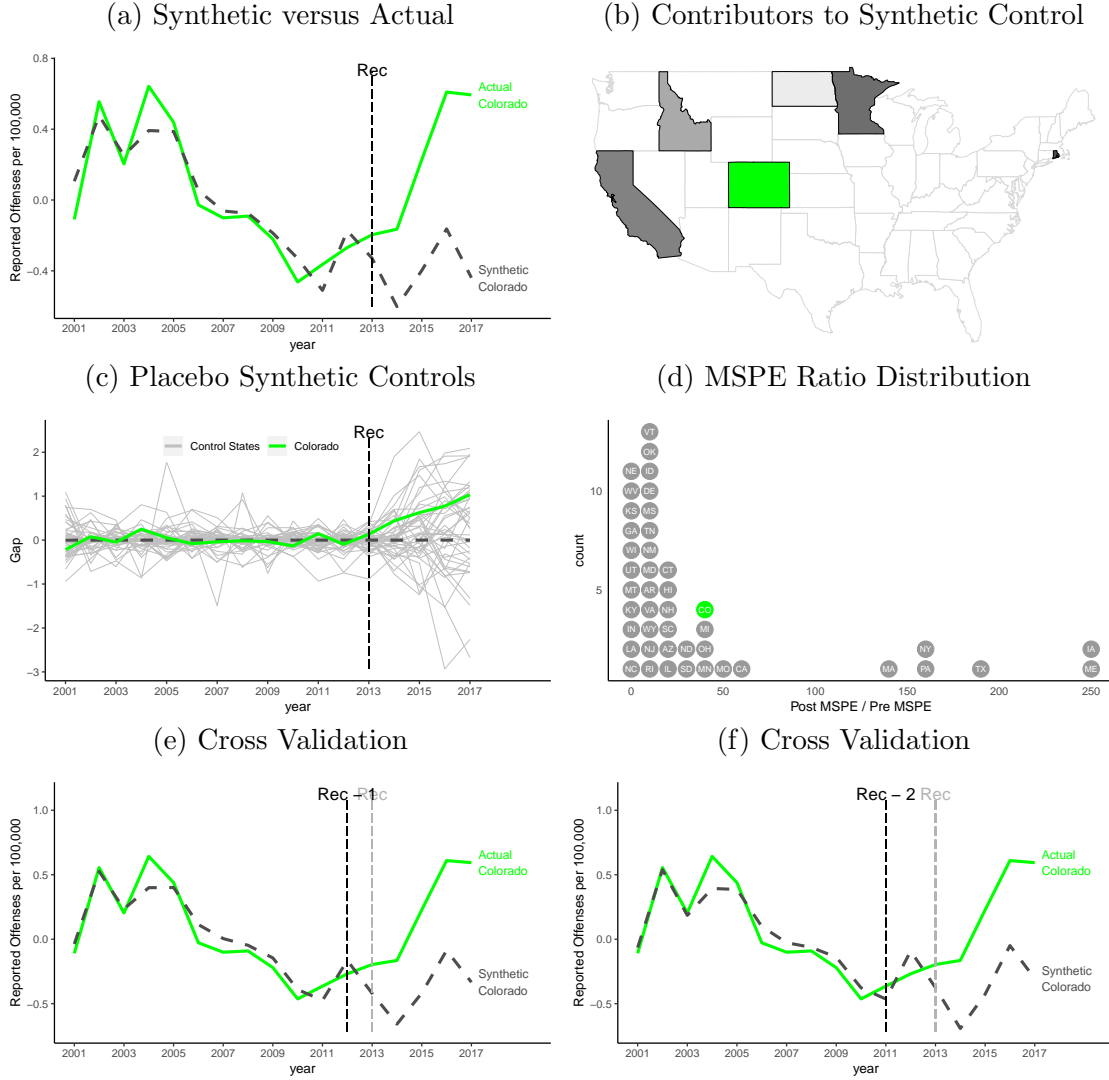 (a) Synthetic versus Actual
Reported Offenses per 100,000
0.8
0.4
0.0
−0.4
Rec
Actual
Colorado
Synthetic
Colorado
2001 2003 2005 2007 2009 2011 2013 2015 2017
year
(b) Contributors to Synthetic Control
(c) Placebo Synthetic Controls
Gap
2
1
0
−1
−2
−3
Rec
Control States Colorado
2001 2003 2005 2007 2009 2011 2013 2015 2017
year
(d) MSPE Ratio Distribution
count
10
5
VT
OK
NE ID
WV DE
KS MS
GA TN
WI NM
UT MD CT
MT AR HI
KY VA NH CO
IN WY SC MI
LA NJ AZ ND OH NY IA
NC RI IL SD MN MO CA MA PA TX ME
0 50 100 150 200 250
Post MSPE / Pre MSPE
(e) Cross Validation
Reported Offenses per 100,000
1.0
0.5
0.0
−0.5
Rec − 1
Rec
Actual
Colorado
Synthetic
Colorado
2001 2003 2005 2007 2009 2011 2013 2015 2017
year
(f) Cross Validation
Reported Offenses per 100,000
1.0
0.5
0.0
−0.5
Rec − 2 Rec
Actual
Colorado
Synthetic
Colorado
2001 2003 2005 2007 2009 2011 2013 2015 2017
year